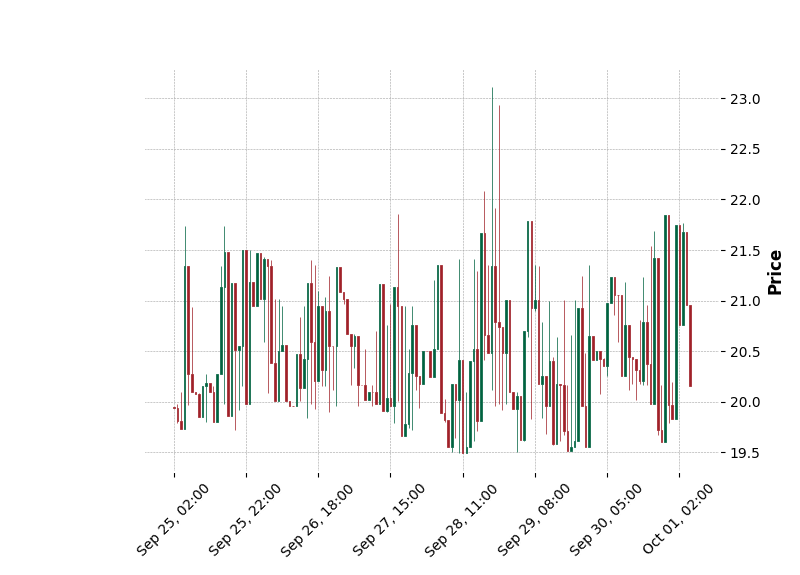 23.0
22.5
22.0
21.5
21.0
20.5
20.0
19.5
Price
Sep 25, 02:00
Sep 25, 22:00
Sep 26, 18:00
Sep 27, 15:00
Sep 28, 11:00
Sep 29, 08:00
Sep 30, 05:00
Oct 01, 02:00